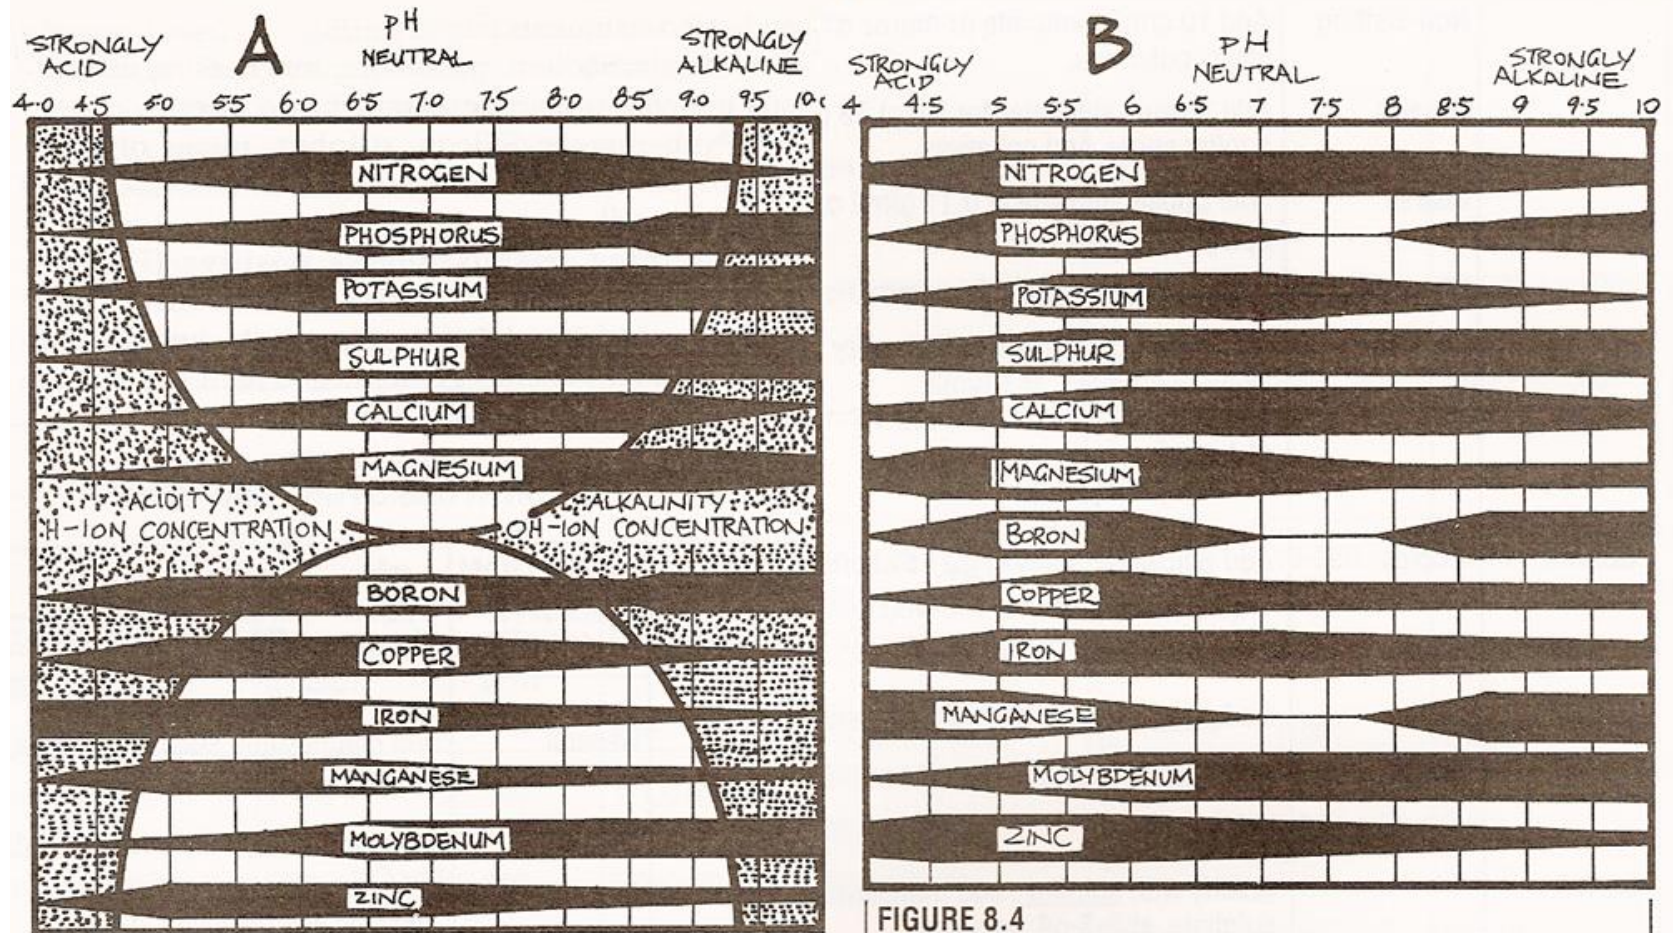 STRONGLY
ACID
A
pH
NEUTRAL
STRONGLY
ALKALINE
4.0 4.5 5.0 5.5 6.0 6.5 7.0 7.5 8.0 8.5 9.0 9.5 10.0
NITROGEN
PHOSPHORUS
POTASSIUM
SULPHUR
CALCIUM
MAGNESIUM
ACIDITY
H-ION CONCENTRATION
ALKALINITY
OH-ION CONCENTRATION
BORON
COPPER
IRON
MANGANESE
MOLYBDENUM
ZINC
STRONGLY
ACID
B
pH
NEUTRAL
STRONGLY
ALKALINE
4 4.5 5 5.5 6 6.5 7 7.5 8 8.5 9 9.5 10
NITROGEN
PHOSPHORUS
POTASSIUM
SULPHUR
CALCIUM
MAGNESIUM
BORON
COPPER
IRON
MANGANESE
MOLYBDENUM
ZINC
FIGURE 8.4